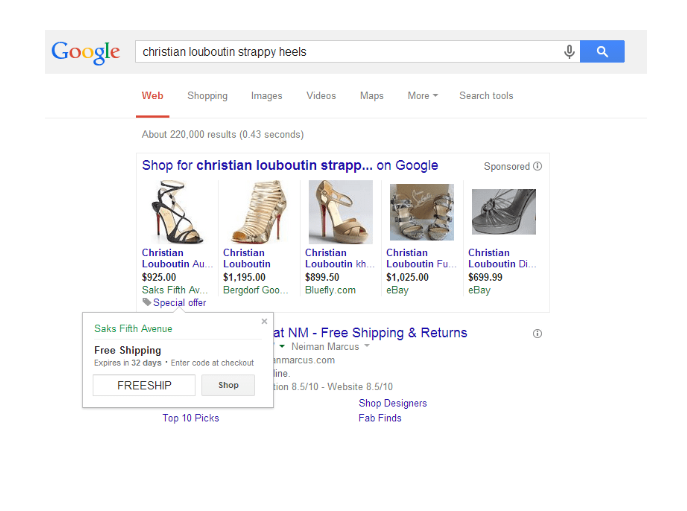 Google
christian louboutin strappy heels
Web Shopping Images Videos Maps More Search tools
About 220,000 results (0.43 seconds)
Shop for christian louboutin strapp... on Google Sponsored
Christian Louboutin Au...
$925.00
Saks Fifth Av...
Special offer
Christian Louboutin
$1,195.00
Bergdorf Goo...
Christian Louboutin kh...
$899.50
Bluefly.com
Christian Louboutin Fu...
$1,025.00
eBay
Christian Louboutin Di...
$699.99
eBay
Saks Fifth Avenue
Free Shipping
Expires in 32 days • Enter code at checkout
FREESHIP Shop
at NM - Free Shipping & Returns
Neiman Marcus
nmarcus.com
line.
tion 8.5/10 - Website 8.5/10
Shop Designers
Top 10 Picks Fab Finds